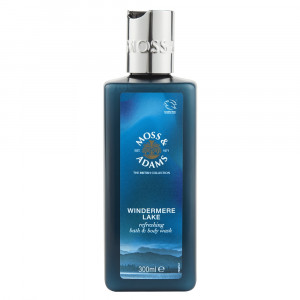 MOSS
MOSS &
ADAMS
THE BRITISH COLLECTION
WINDERMERE
LAKE
refreshing
bath & body wash
300ml e